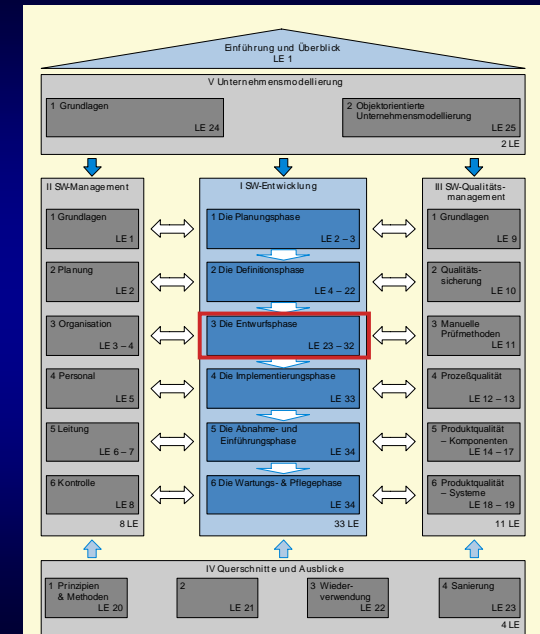 Einführung und Überblick
LE 1
V Unternehmensmodellierung
1 Grundlagen
LE 24
2 Objektorientierte
Unternehmensmodellierung
LE 25
2 LE
II SW-Management
1 Grundlagen
LE 1
2 Planung
LE 2
3 Organisation
LE 3 – 4
4 Personal
LE 5
5 Leitung
LE 6 – 7
6 Kontrolle
LE 8
8 LE
I SW-Entwicklung
1 Die Planungsphase
LE 2 – 3
2 Die Definitionsphase
LE 4 – 22
3 Die Entwurfsphase
LE 23 – 32
4 Die Implementierungsphase
LE 33
5 Die Abnahme- und
Einführungsphase
LE 34
6 Die Wartungs- & Pflegephase
LE 34
33 LE
III SW-Qualitäts-
management
1 Grundlagen
LE 9
2 Qualitäts-
sicherung
LE 10
3 Manuelle
Prüfmethoden
LE 11
4 Prozeßqualität
LE 12 – 13
5 Produktqualität
– Komponenten
LE 14 – 17
6 Produktqualität
– Systeme
LE 18 – 19
11 LE
IV Querschnitte und Ausblicke
1 Prinzipien
& Methoden
LE 20
2
LE 21
3 Wieder-
verwendung
LE 22
4 Sanierung
LE 23
4 LE